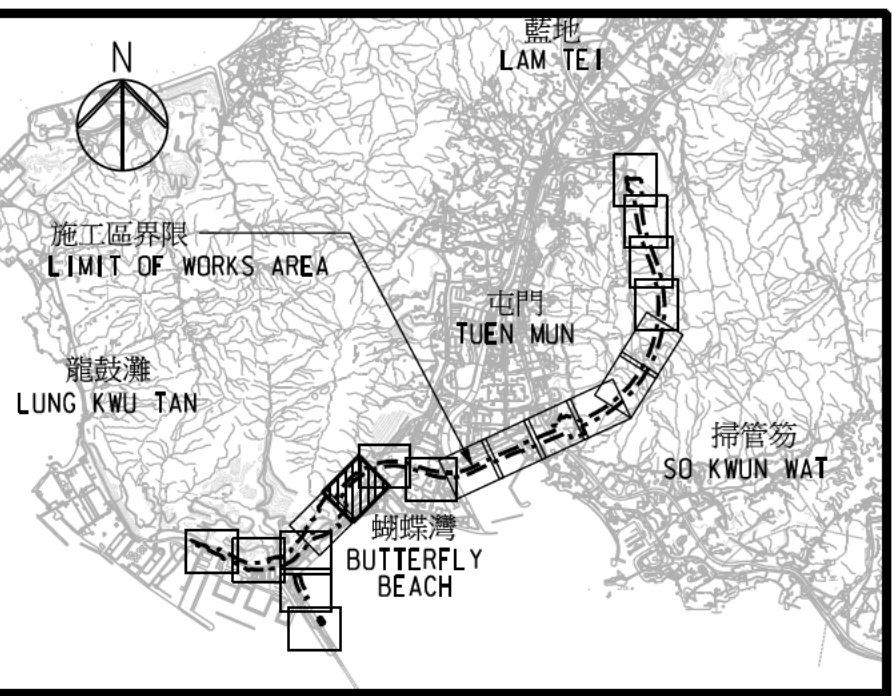 藍地
LAM TEI
N
施工區界限
LIMIT OF WORKS AREA
屯門
TUEN MUN
龍鼓灘
LUNG KWU TAN
掃管笏
SO KWUN WAT
蝴蝶灣
BUTTERFLY
BEACH